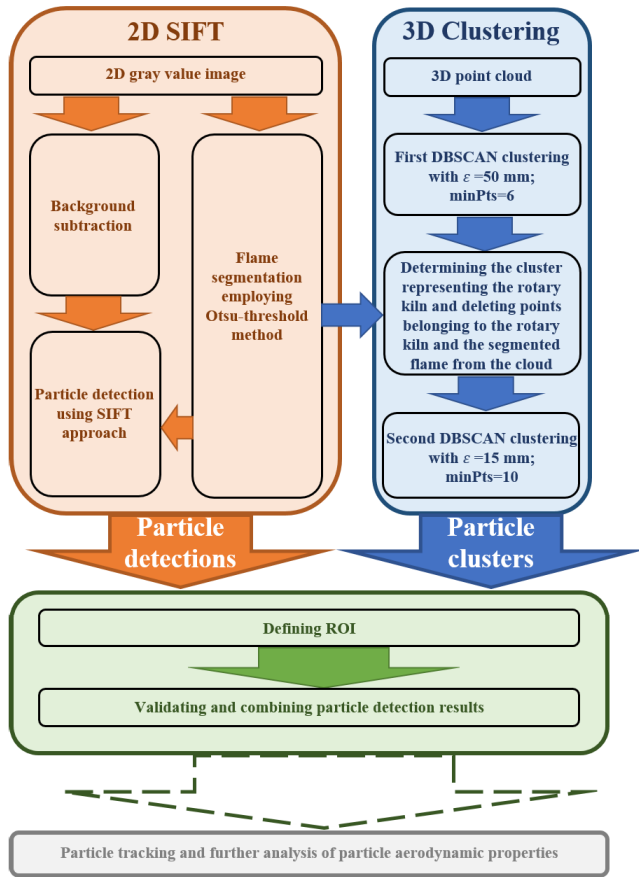 2D SIFT
2D gray value image
Background
subtraction
Flame
segmentation
employing
Otsu-threshold
method
Particle detection
using SIFT
approach
3D Clustering
3D point cloud
First DBSCAN clustering
with ε =50 mm;
minPts=6
Determining the cluster
representing the rotary
kiln and deleting points
belonging to the rotary
kiln and the segmented
flame from the cloud
Second DBSCAN clustering
with ε =15 mm;
minPts=10
Particle
detections
Particle
clusters
Defining ROI
Validating and combining particle detection results
Particle tracking and further analysis of particle aerodynamic properties